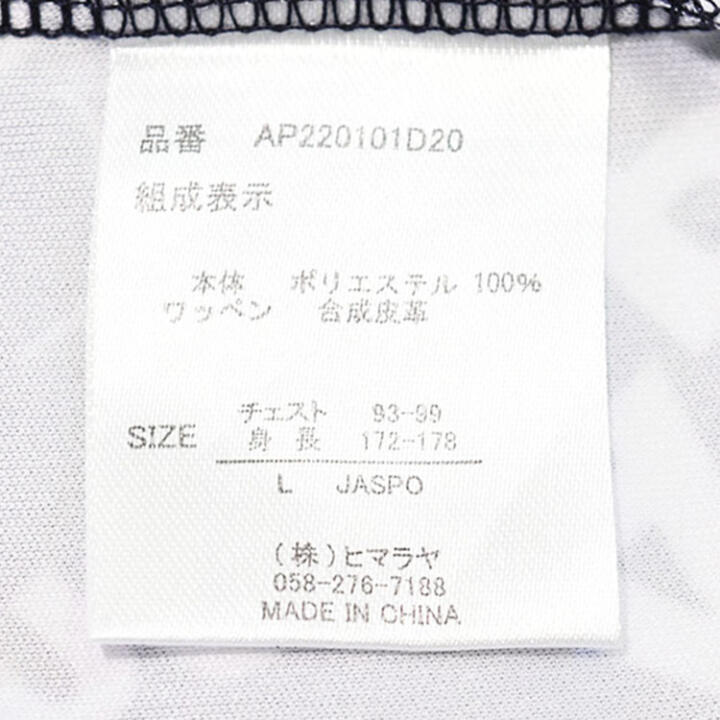 品番 AP220101D20
組成表示
本体 ポリエステル 100%
ワッペン 合成皮革
チェスト 93-99
SIZE 身長 172-178
L JASPO
(株)ヒマラヤ
058-276-7188
MADE IN CHINA